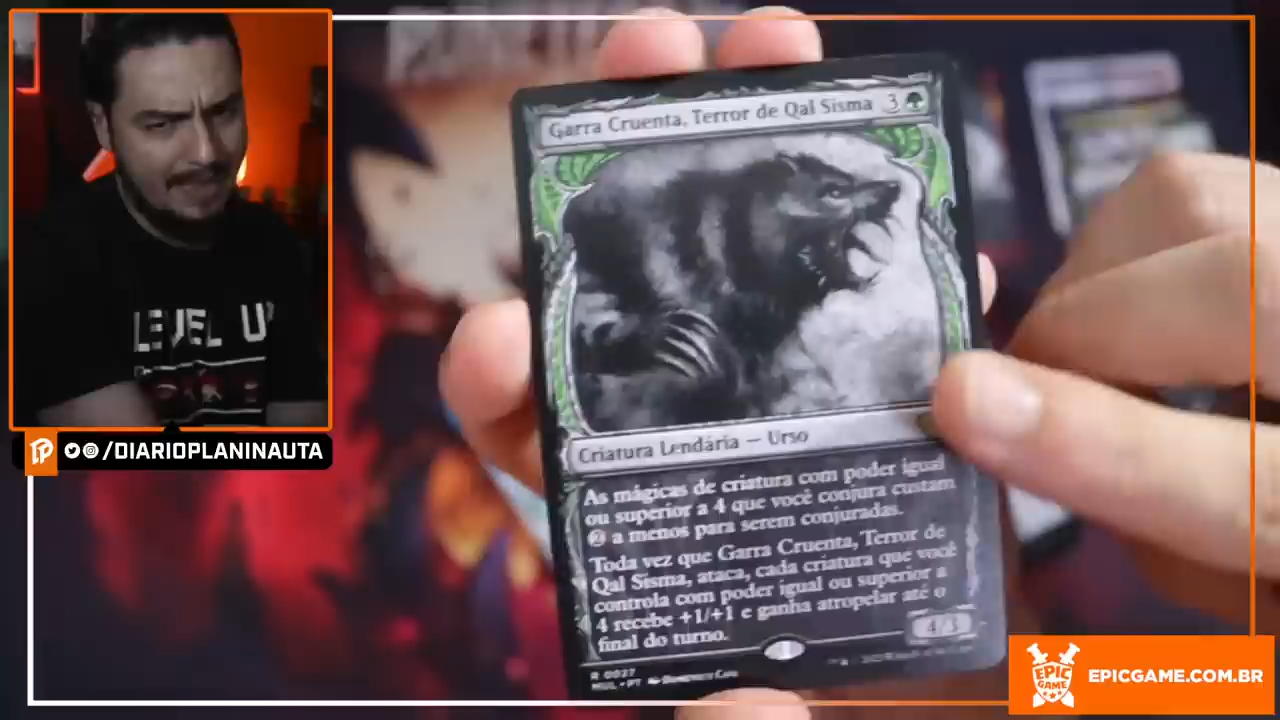 LEVEL U
/DIARIOPLANINAUTA
Garra Cruenta, Terror de Qal Sisma 3
Criatura Lendária — Urso
As mágicas de criatura com poder igual
ou superior a 4 que você conjura custam
2 a menos para serem conjuradas.
Toda vez que Garra Cruenta, Terror de
Qal Sisma, ataca, cada criatura que você
controla com poder igual ou superior a
4 recebe +1/+1 e ganha atropelar até o
final do turno.
4/3
R 0027
MUL • PT
EPIC
GAME
EPICGAME.COM.BR